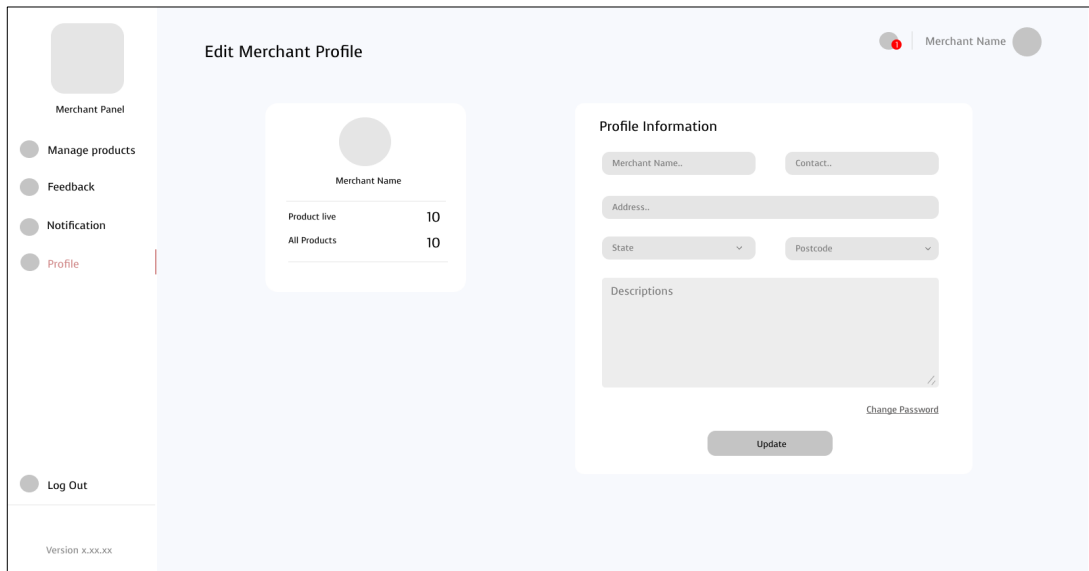 Merchant Panel
Manage products
Feedback
Notification
Profile
Log Out
Version x.xx.xx
Edit Merchant Profile
1
Merchant Name
Merchant Name
Product live 10
All Products 10
Profile Information
Merchant Name.. Contact..
Address..
State Postcode
Descriptions
Change Password
Update